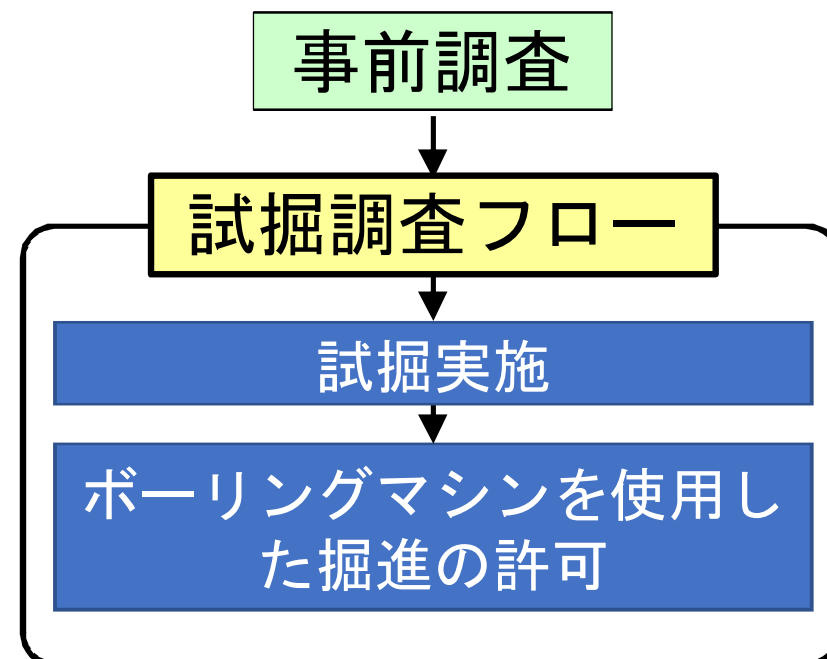 事前調査
試掘調査フロー
試掘実施
ボーリングマシンを使用し
た掘進の許可